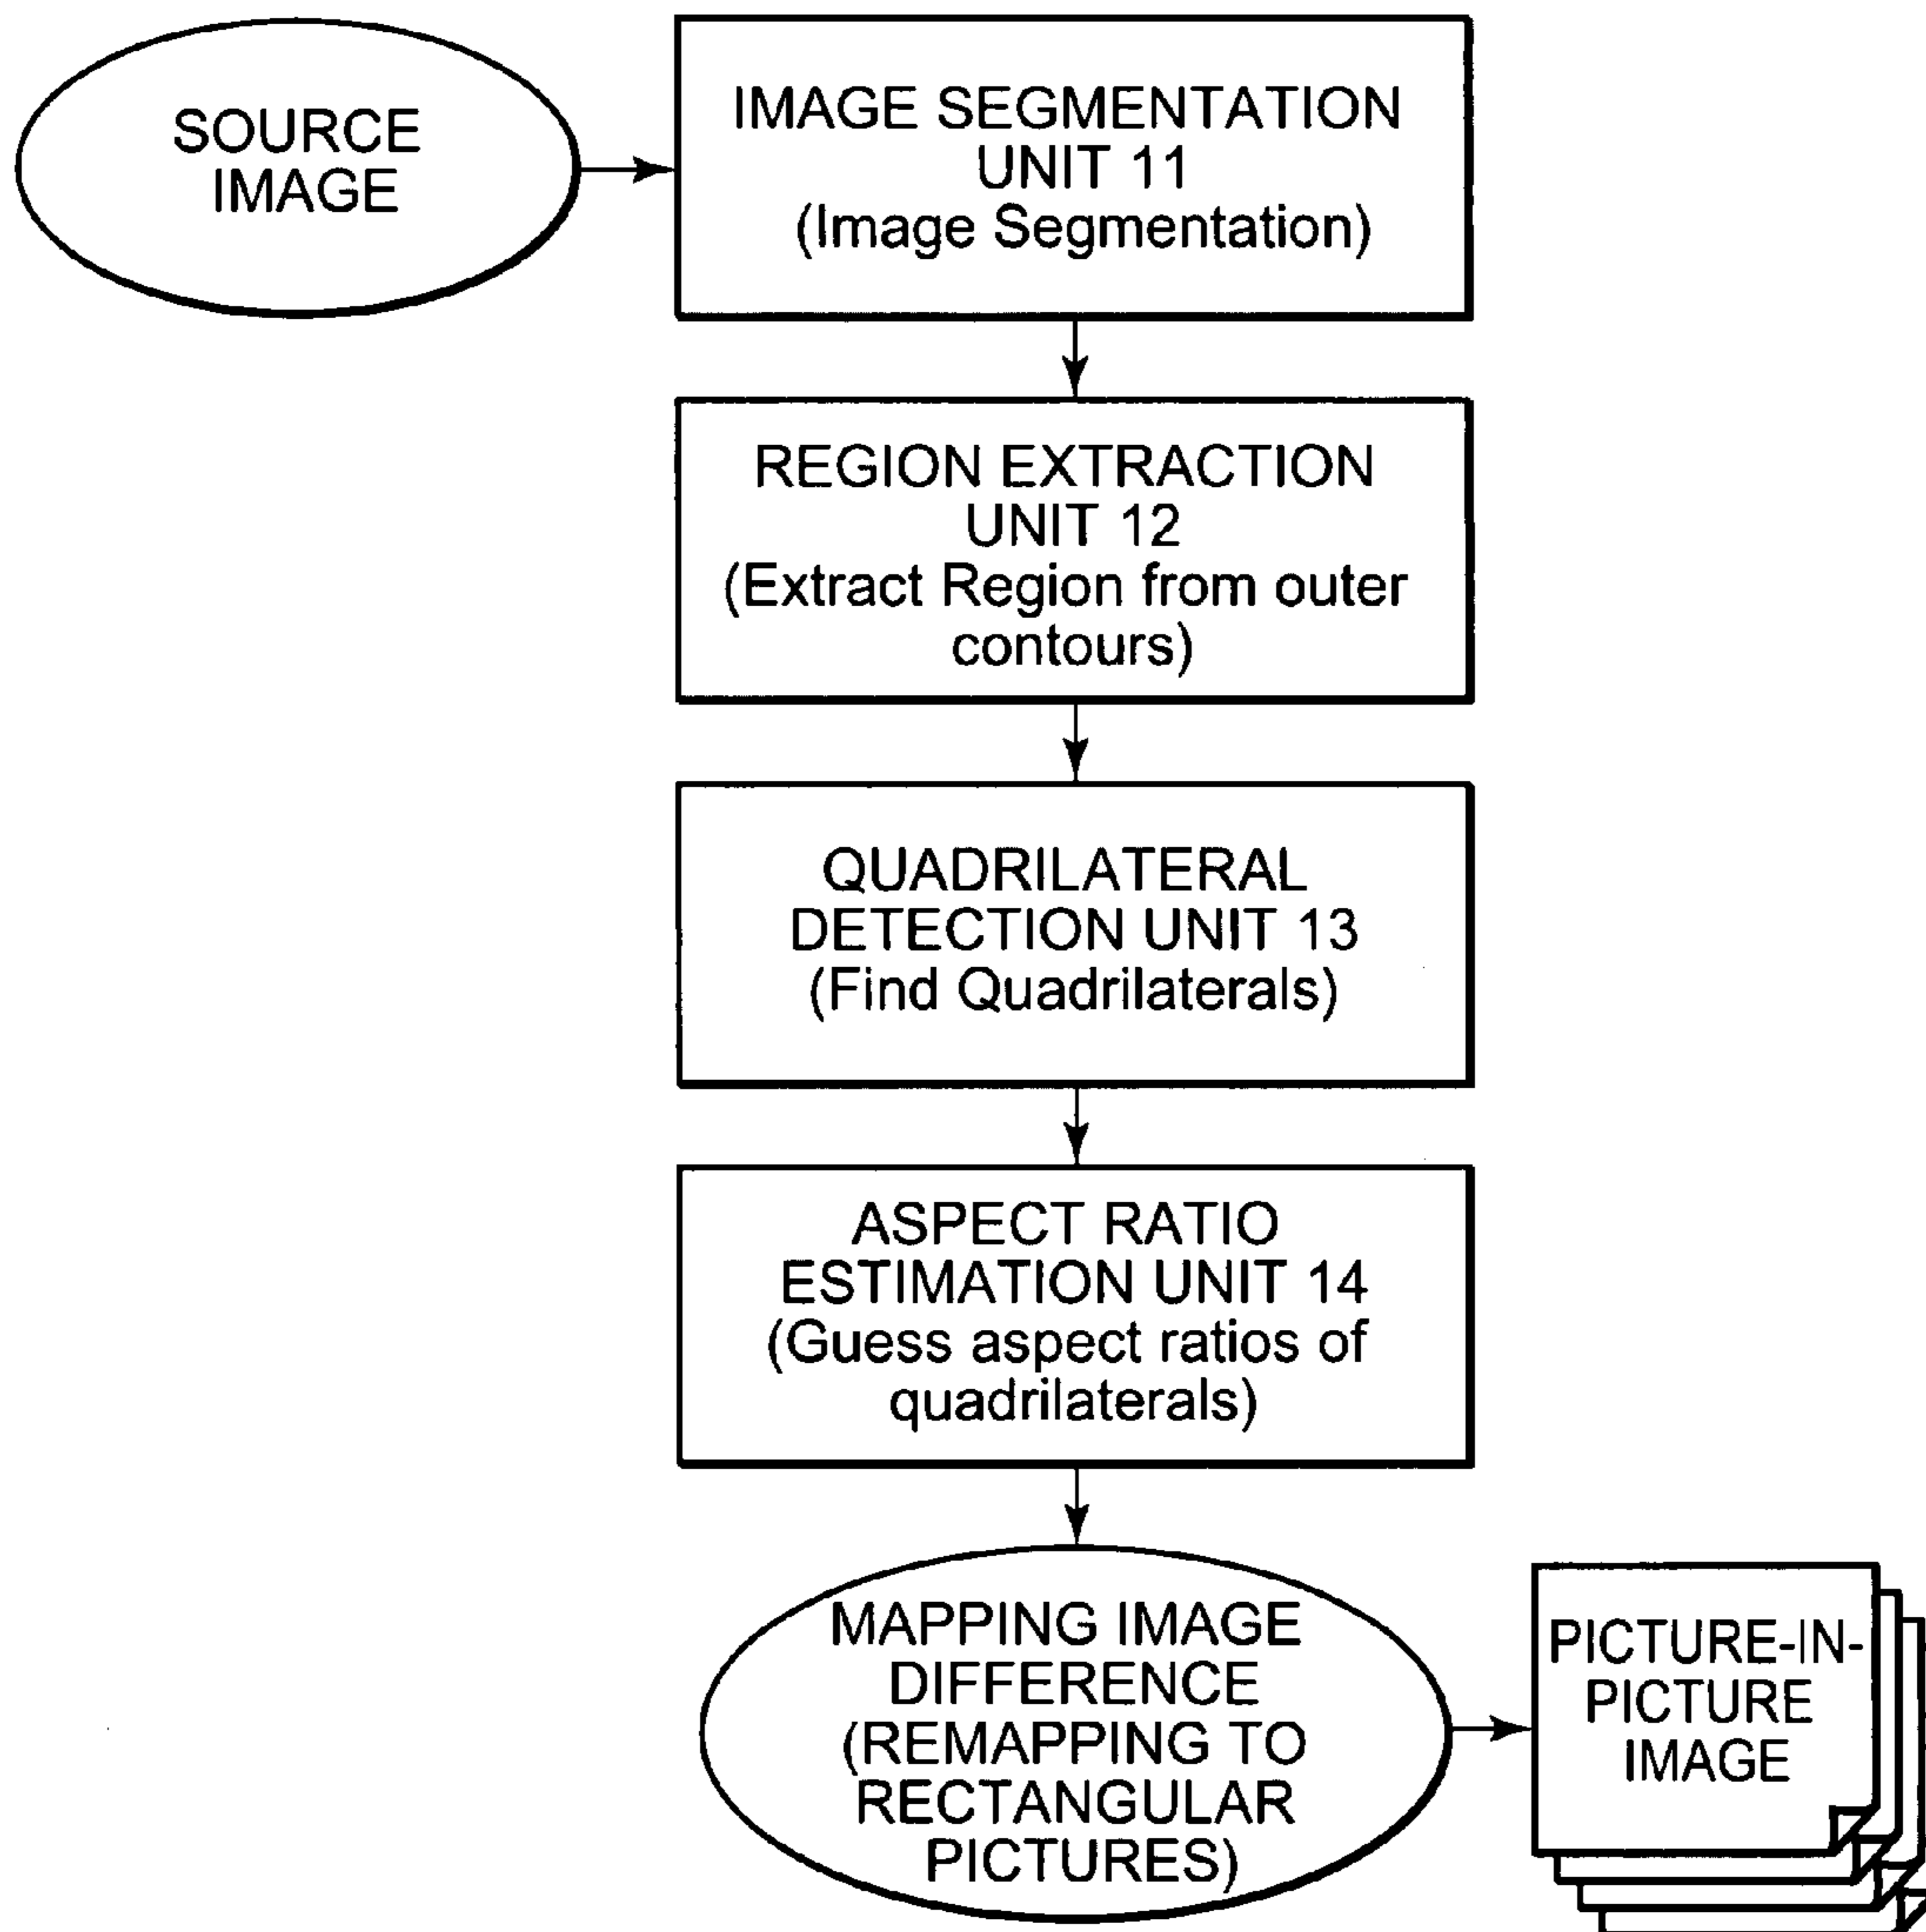 SOURCE
IMAGE
IMAGE SEGMENTATION
UNIT 11
(Image Segmentation)
REGION EXTRACTION
UNIT 12
(Extract Region from outer
contours)
QUADRILATERAL
DETECTION UNIT 13
(Find Quadrilaterals)
ASPECT RATIO
ESTIMATION UNIT 14
(Guess aspect ratios of
quadrilaterals)
MAPPING IMAGE
DIFFERENCE
(REMAPPING TO
RECTANGULAR
PICTURES)
PICTURE-IN-
PICTURE
IMAGE